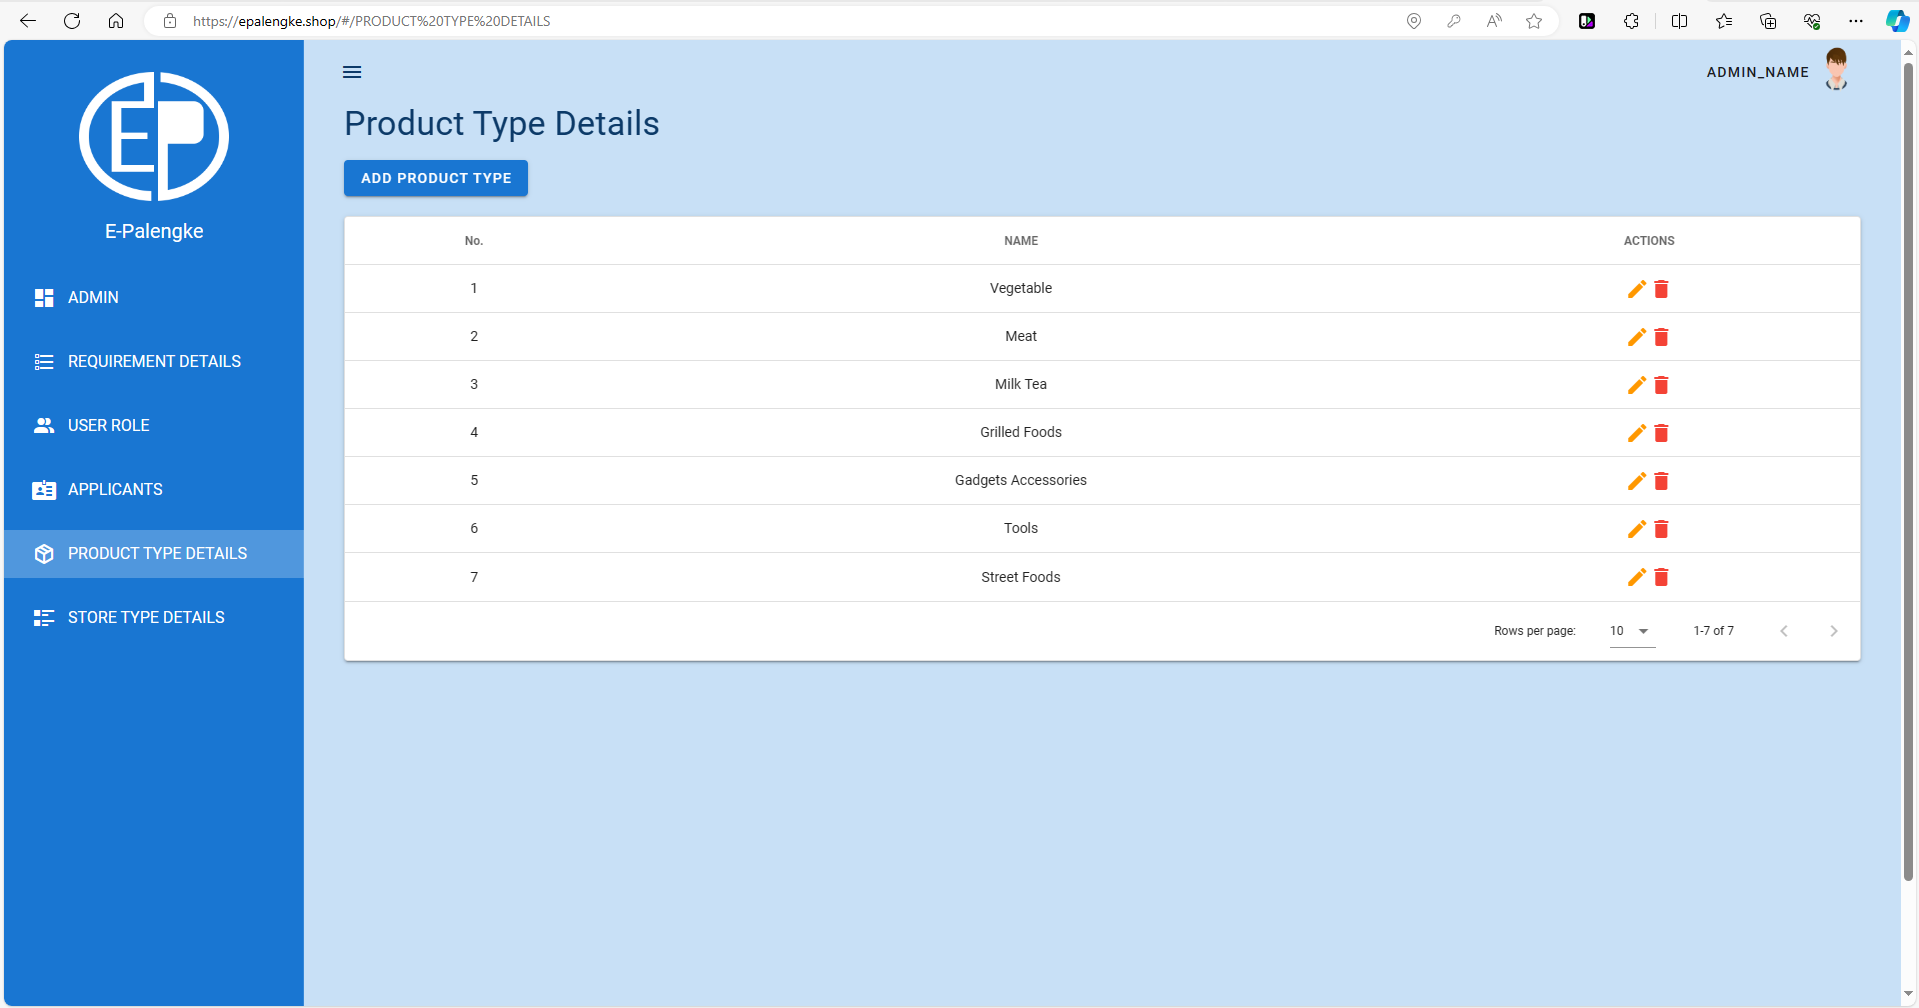 https://epalengke.shop/#/PRODUCT%20TYPE%20DETAILS
EP
E-Palengke
ADMIN
REQUIREMENT DETAILS
USER ROLE
APPLICANTS
PRODUCT TYPE DETAILS
STORE TYPE DETAILS
ADMIN_NAME
Product Type Details
ADD PRODUCT TYPE
No. NAME ACTIONS
1 Vegetable
2 Meat
3 Milk Tea
4 Grilled Foods
5 Gadgets Accessories
6 Tools
7 Street Foods
Rows per page: 10 1-7 of 7